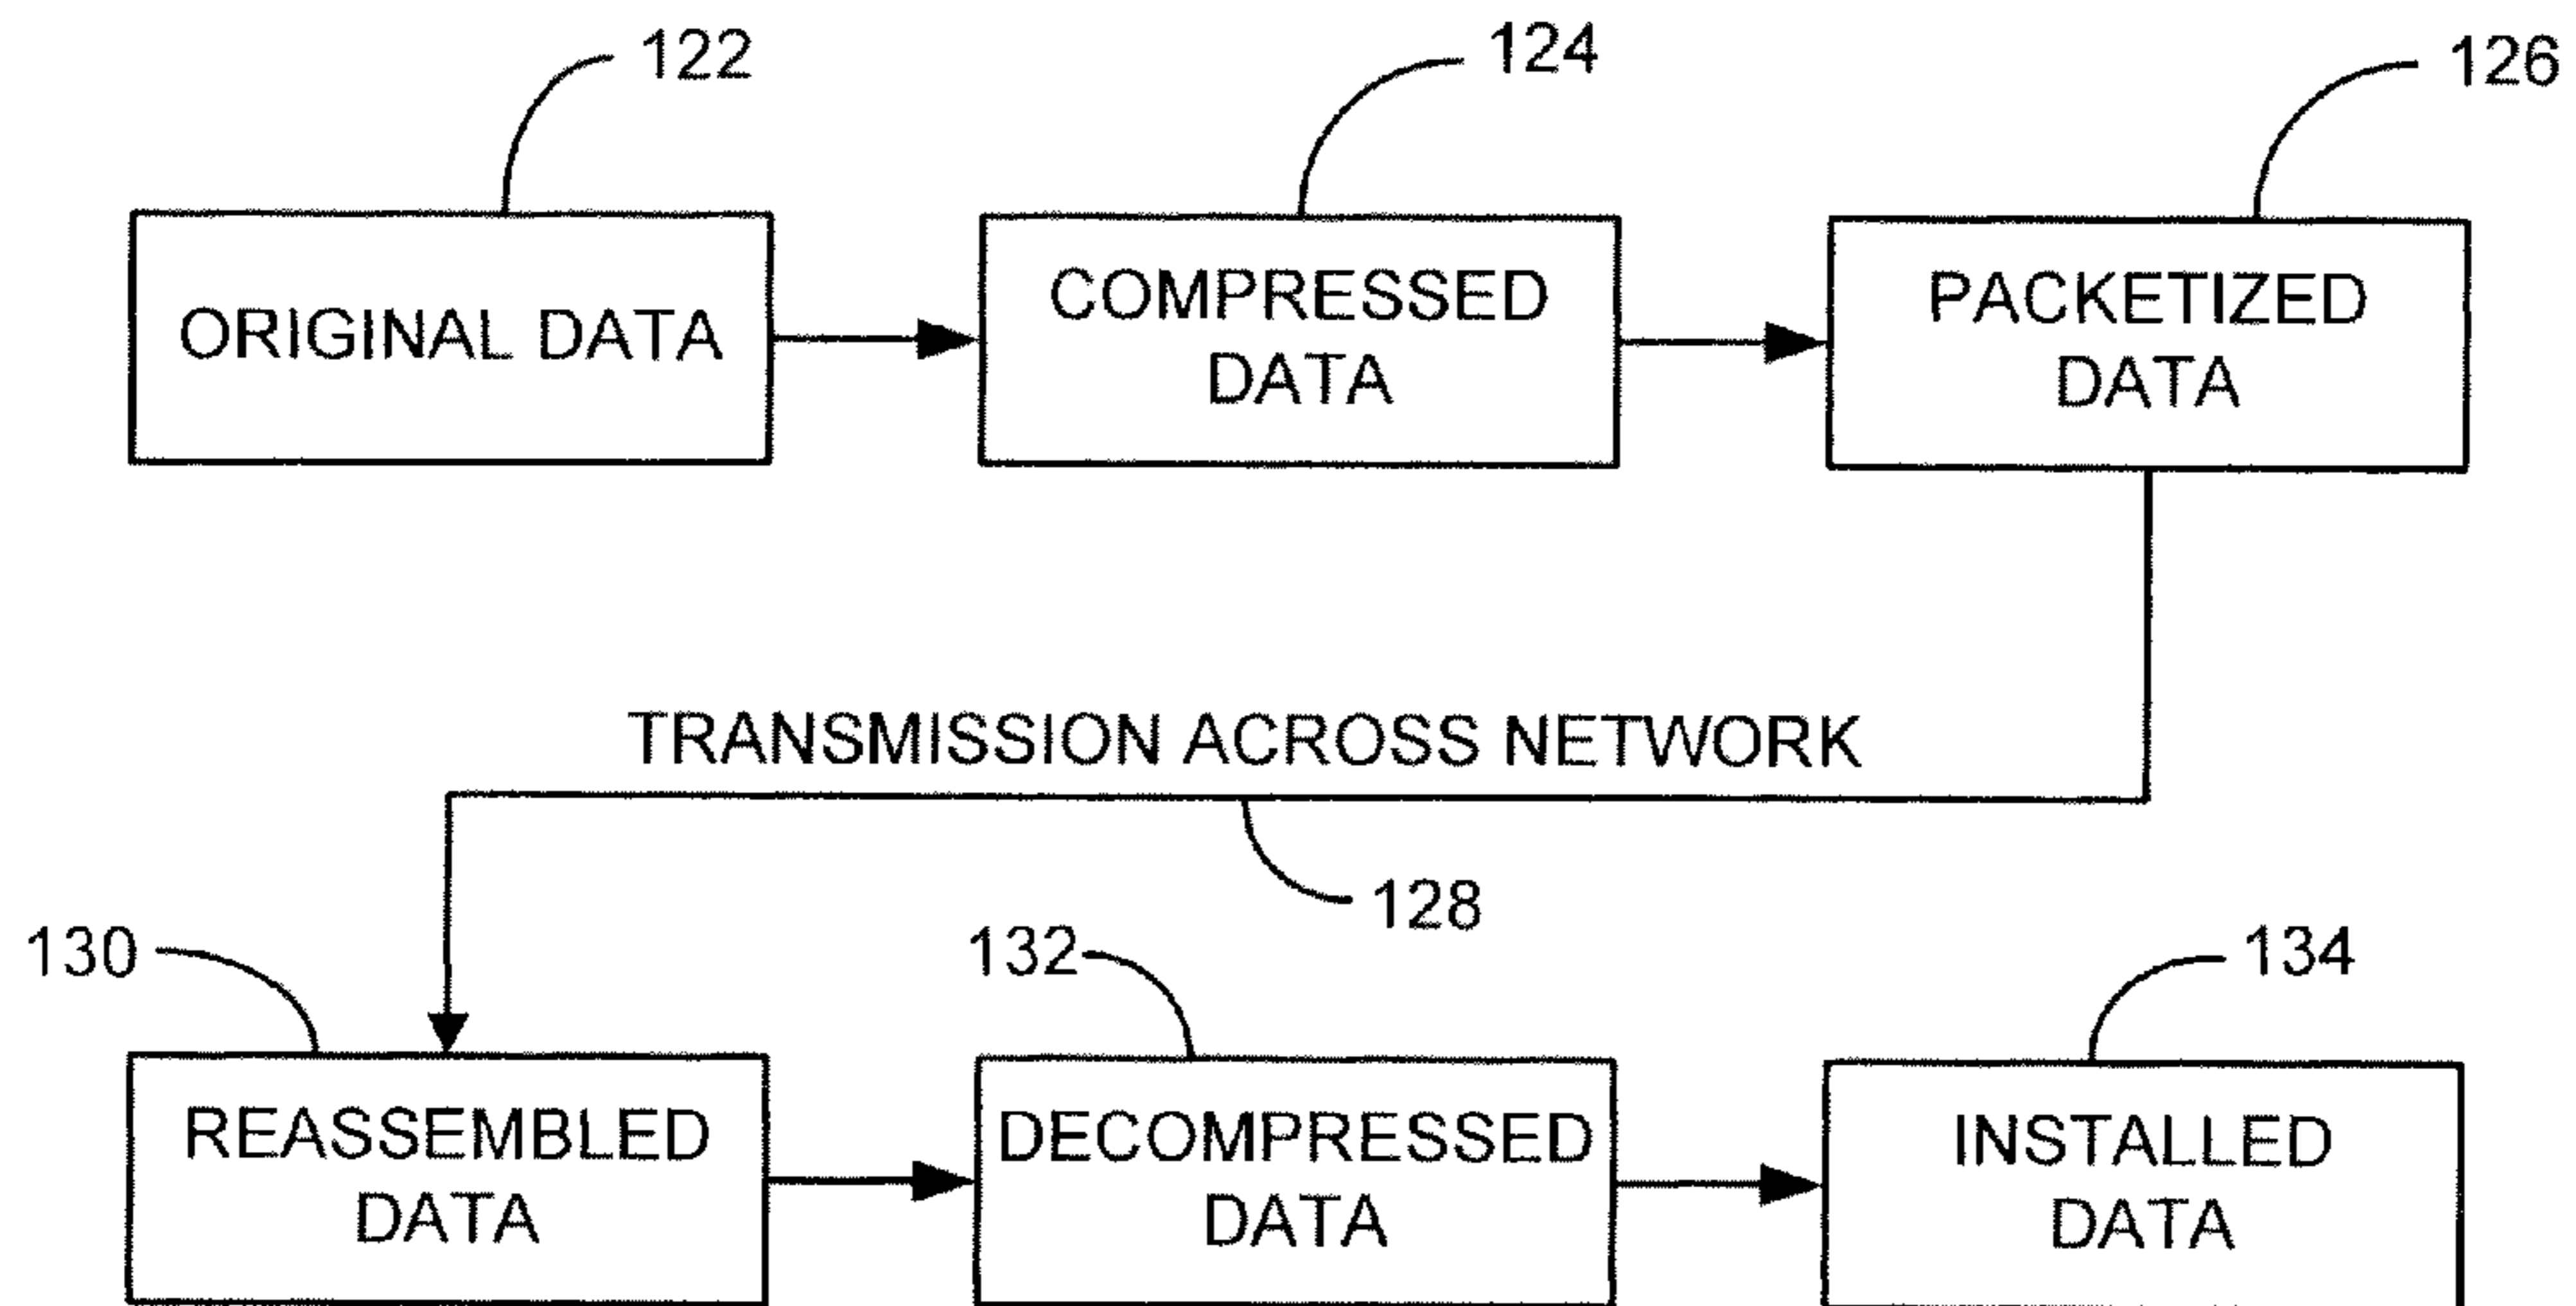 122
124
126
ORIGINAL DATA
COMPRESSED
DATA
PACKETIZED
DATA
TRANSMISSION ACROSS NETWORK
128
130
132
134
REASSEMBLED
DATA
DECOMPRESSED
DATA
INSTALLED
DATA